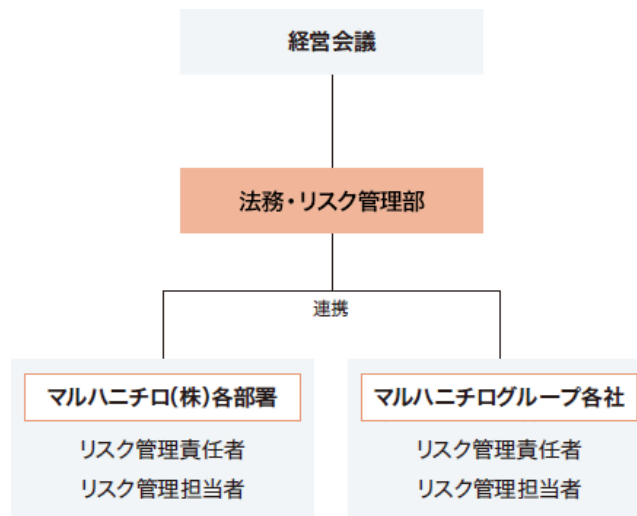 経営会議
法務・リスク管理部
連携
マルハニチロ(株)各部署
リスク管理責任者
リスク管理担当者
マルハニチログループ各社
リスク管理責任者
リスク管理担当者